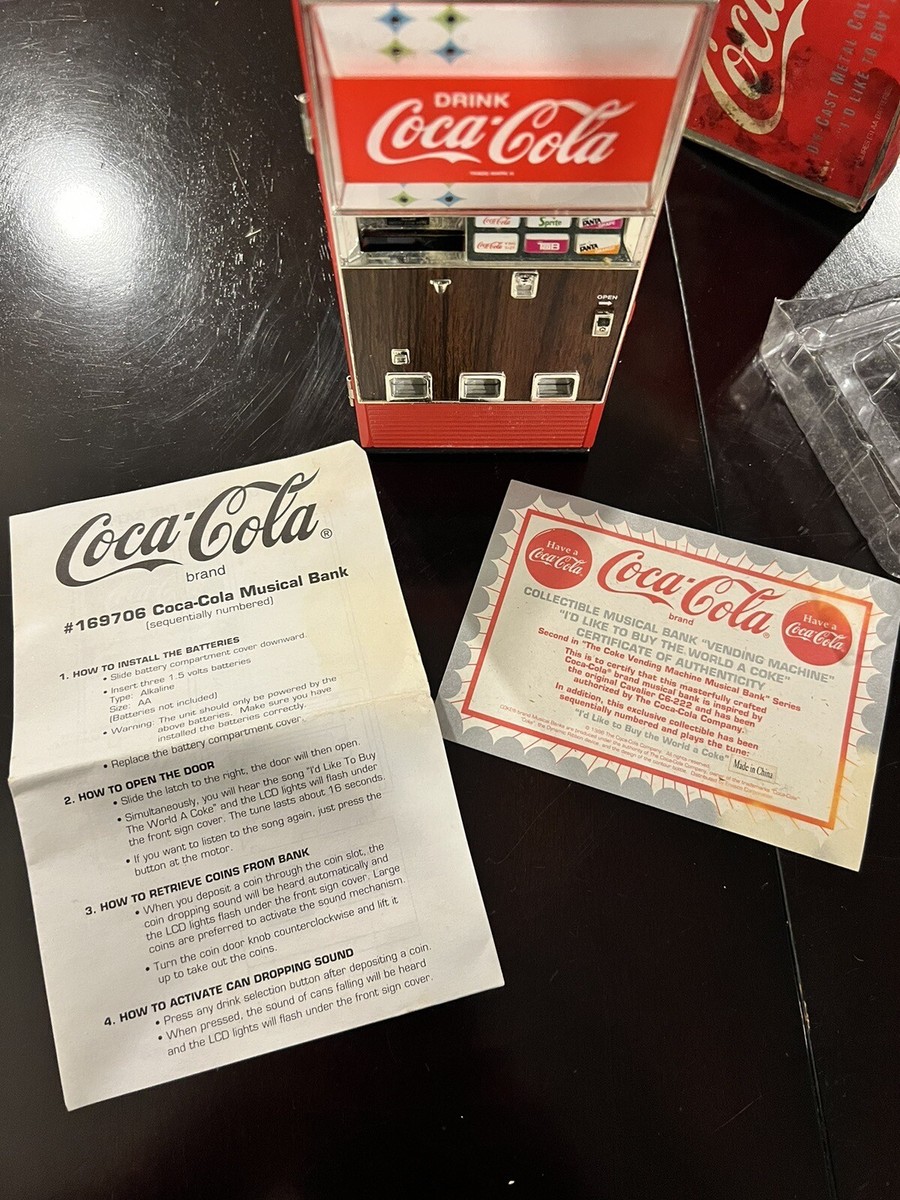 DRINK
Coca-Cola
TRADE MARK ®
Coca-Cola
Sprite
FANTA
Coca-Cola
TAB
FANTA
OPEN
Coca
DIE CAST METAL COL
"I'D LIKE TO BUY
Coca-Cola®
brand
#169706 Coca-Cola Musical Bank
(sequentially numbered)
1. HOW TO INSTALL THE BATTERIES
• Slide battery compartment cover downward.
• Insert three 1.5 volts batteries
Type: Alkaline
Size: AA
(Batteries not included)
• Warning: The unit should only be powered by the
above batteries. Make sure you have
installed the batteries correctly.
• Replace the battery compartment cover.
2. HOW TO OPEN THE DOOR
• Slide the latch to the right, the door will then open.
• Simultaneously, you will hear the song "I'd Like To Buy
The World A Coke" and the LCD lights will flash under
the front sign cover. The tune lasts about 16 seconds.
• If you want to listen to the song again, just press the
button at the motor.
3. HOW TO RETRIEVE COINS FROM BANK
• When you deposit a coin through the coin slot, the
coin dropping sound will be heard automatically and
the LCD lights flash under the front sign cover. Large
coins are preferred to activate the sound mechanism.
• Turn the coin door knob counterclockwise and lift it
up to take out the coins.
4. HOW TO ACTIVATE CAN DROPPING SOUND
• Press any drink selection button after depositing a coin.
• When pressed, the sound of cans falling will be heard
and the LCD lights will flash under the front sign cover.
Have a
Coca-Cola
Coca-Cola®
brand
Have a
Coca-Cola
COLLECTIBLE MUSICAL BANK "VENDING MACHINE"
"I'D LIKE TO BUY THE WORLD A COKE"
CERTIFICATE OF AUTHENTICITY
Second in "The Coke Vending Machine Musical Bank" Series
This is to certify that this masterfully crafted
Coca-Cola® brand musical bank is inspired by
the original Cavalier C6-222 and has been
authorized by The Coca-Cola Company.
In addition, this exclusive collectible has been
sequentially numbered and plays the tune:
"I'd Like to Buy the World a Coke"
The Coca-Cola Company. All rights reserved.
Made in China